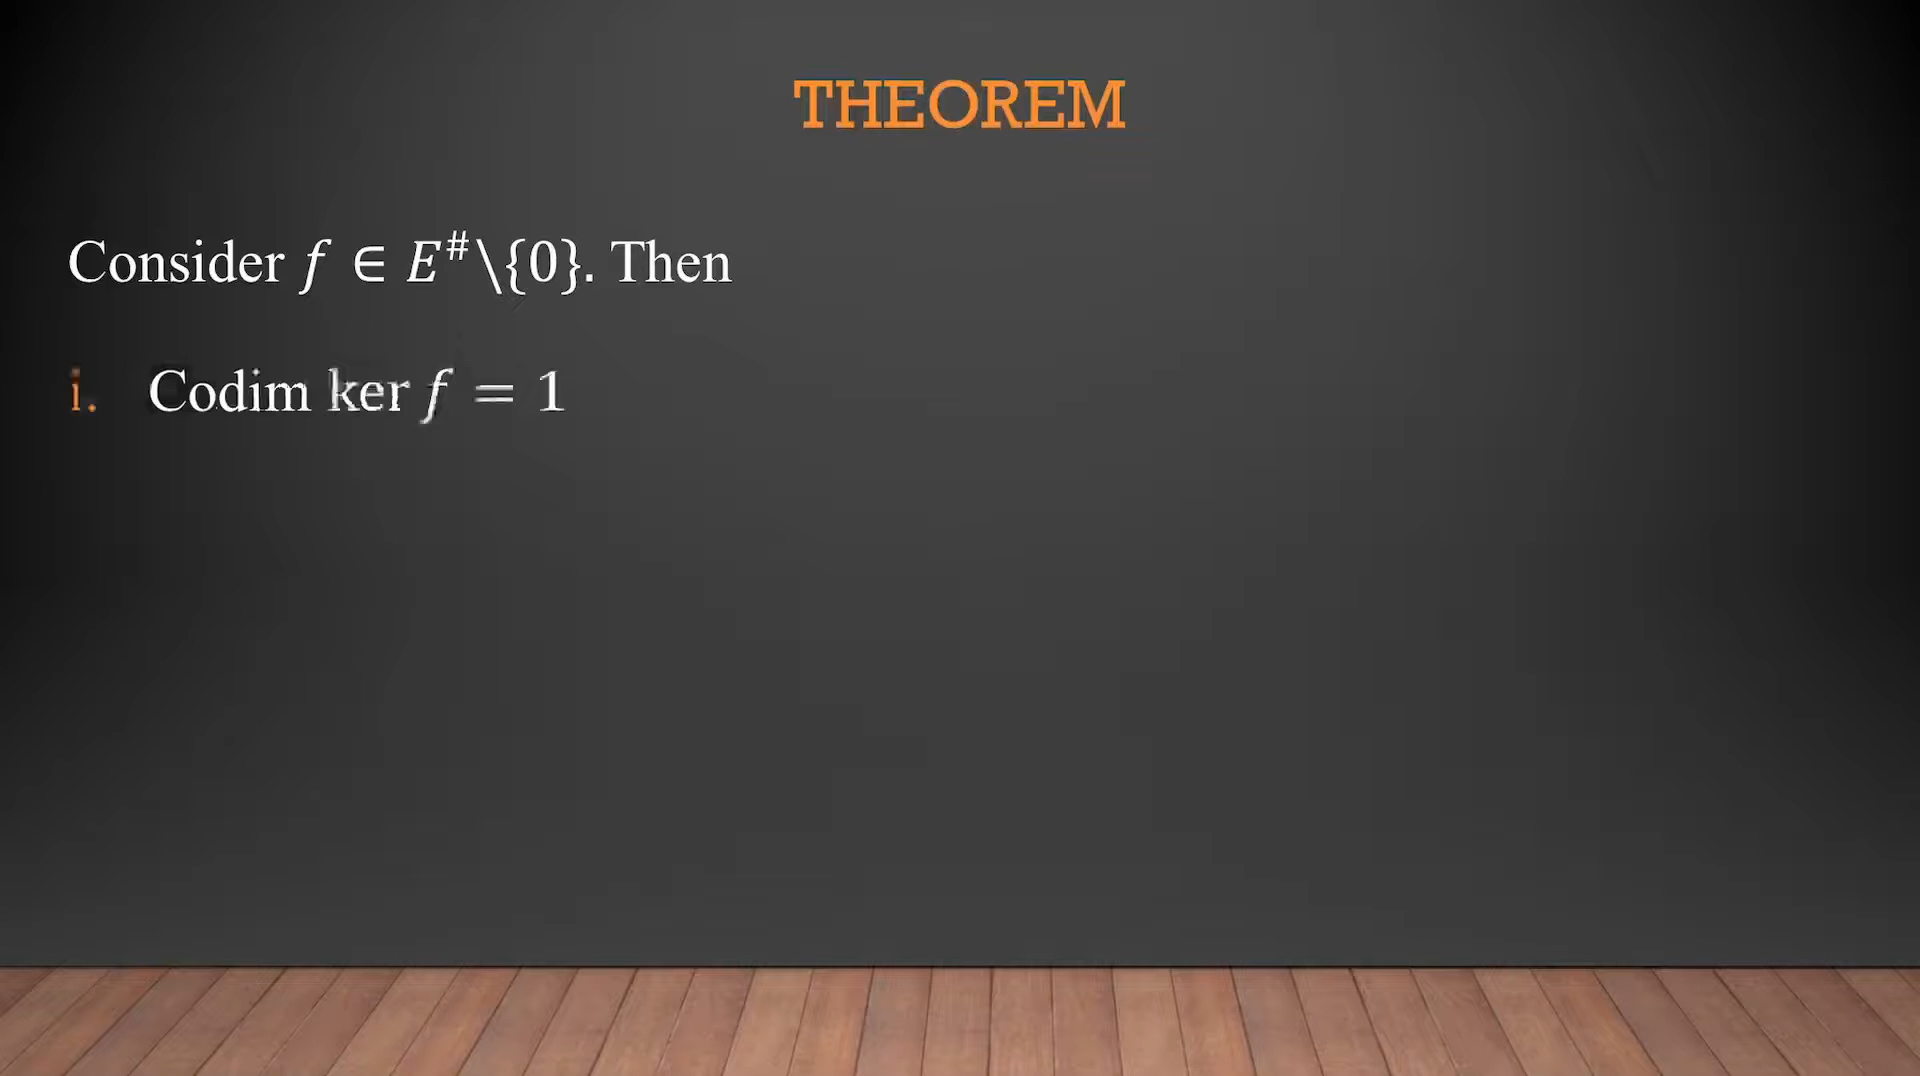 THEOREM
Consider 𝑓 ∈ 𝐸^#\{0}. Then
i. Codim ker 𝑓 = 1